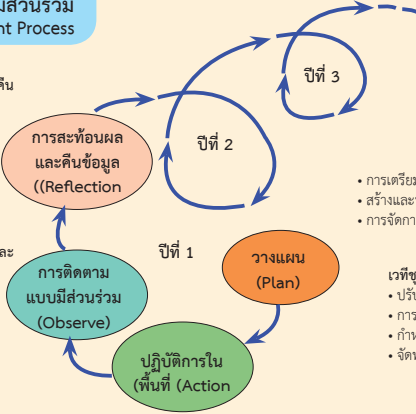 มีส่วนร่วม
nt Process
คืน
การสะท้อนผล
และคืนข้อมูล
((Reflection
ปีที่ 2
ปีที่ 3
และ
การติดตาม
แบบมีส่วนร่วม
(Observe)
ปีที่ 1
วางแผน
(Plan)
ปฏิบัติการใน
(พื้นที่ (Action
• การเตรียม
• สร้างและ
• การจัดกา
เวทีชุ
• ปรับ
• การ
• กำห
• จัดท